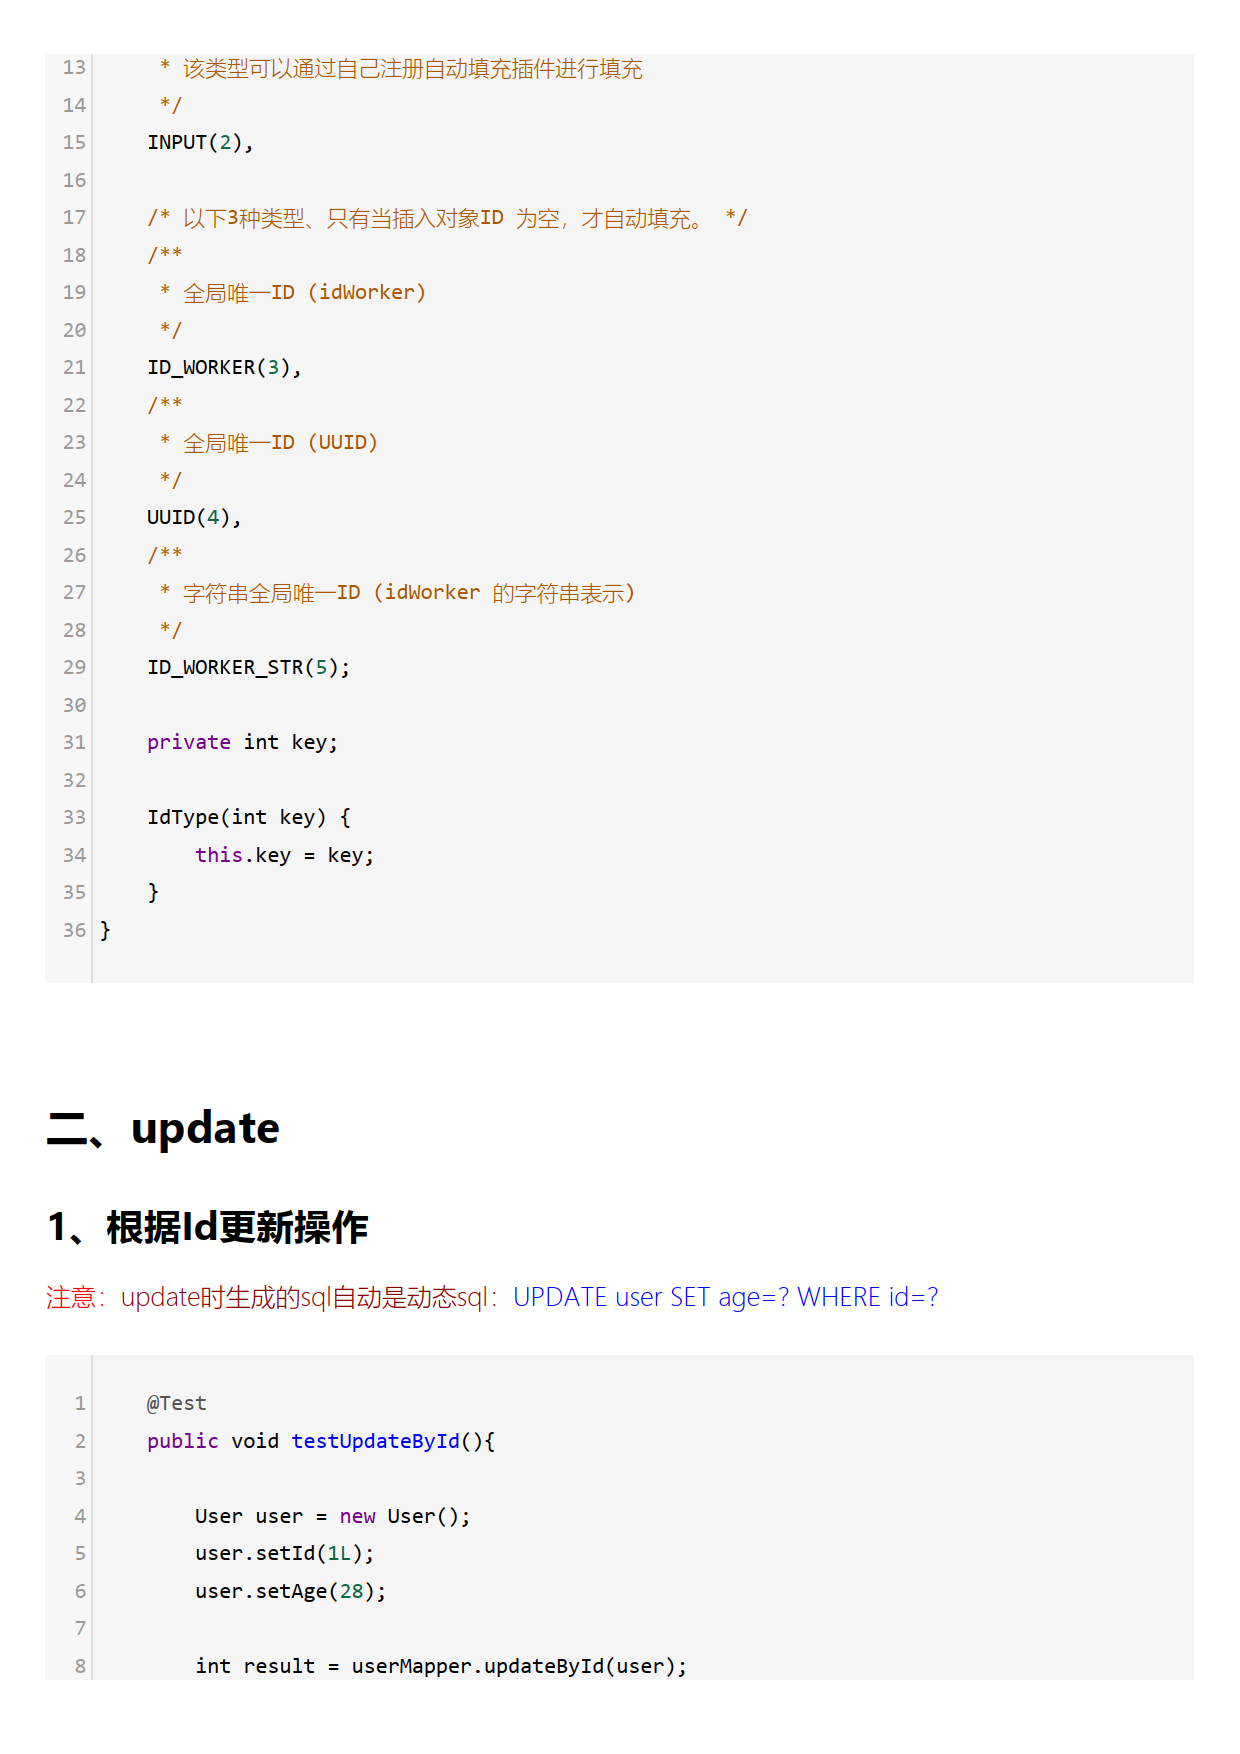 13      * 该类型可以通过自己注册自动填充插件进行填充
14      */
15     INPUT(2),
16
17     /* 以下3种类型、只有当插入对象ID 为空，才自动填充。 */
18     /**
19      * 全局唯一ID (idWorker)
20      */
21     ID_WORKER(3),
22     /**
23      * 全局唯一ID (UUID)
24      */
25     UUID(4),
26     /**
27      * 字符串全局唯一ID (idWorker 的字符串表示)
28      */
29     ID_WORKER_STR(5);
30
31     private int key;
32
33     IdType(int key) {
34         this.key = key;
35     }
36 }
二、update
1、根据Id更新操作
注意：update时生成的sql自动是动态sql：UPDATE user SET age=? WHERE id=?
1     @Test
2     public void testUpdateById(){
3
4         User user = new User();
5         user.setId(1L);
6         user.setAge(28);
7
8         int result = userMapper.updateById(user);